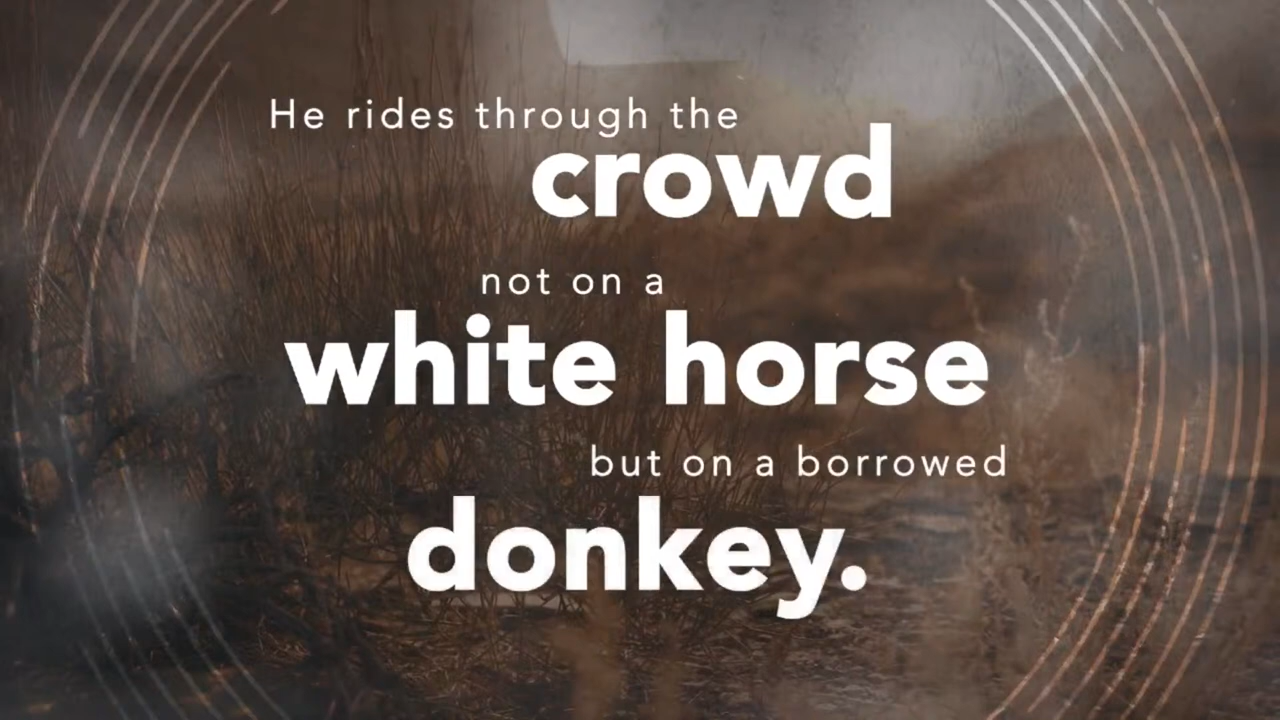 He rides through the
crowd
not on a
white horse
but on a borrowed
donkey.